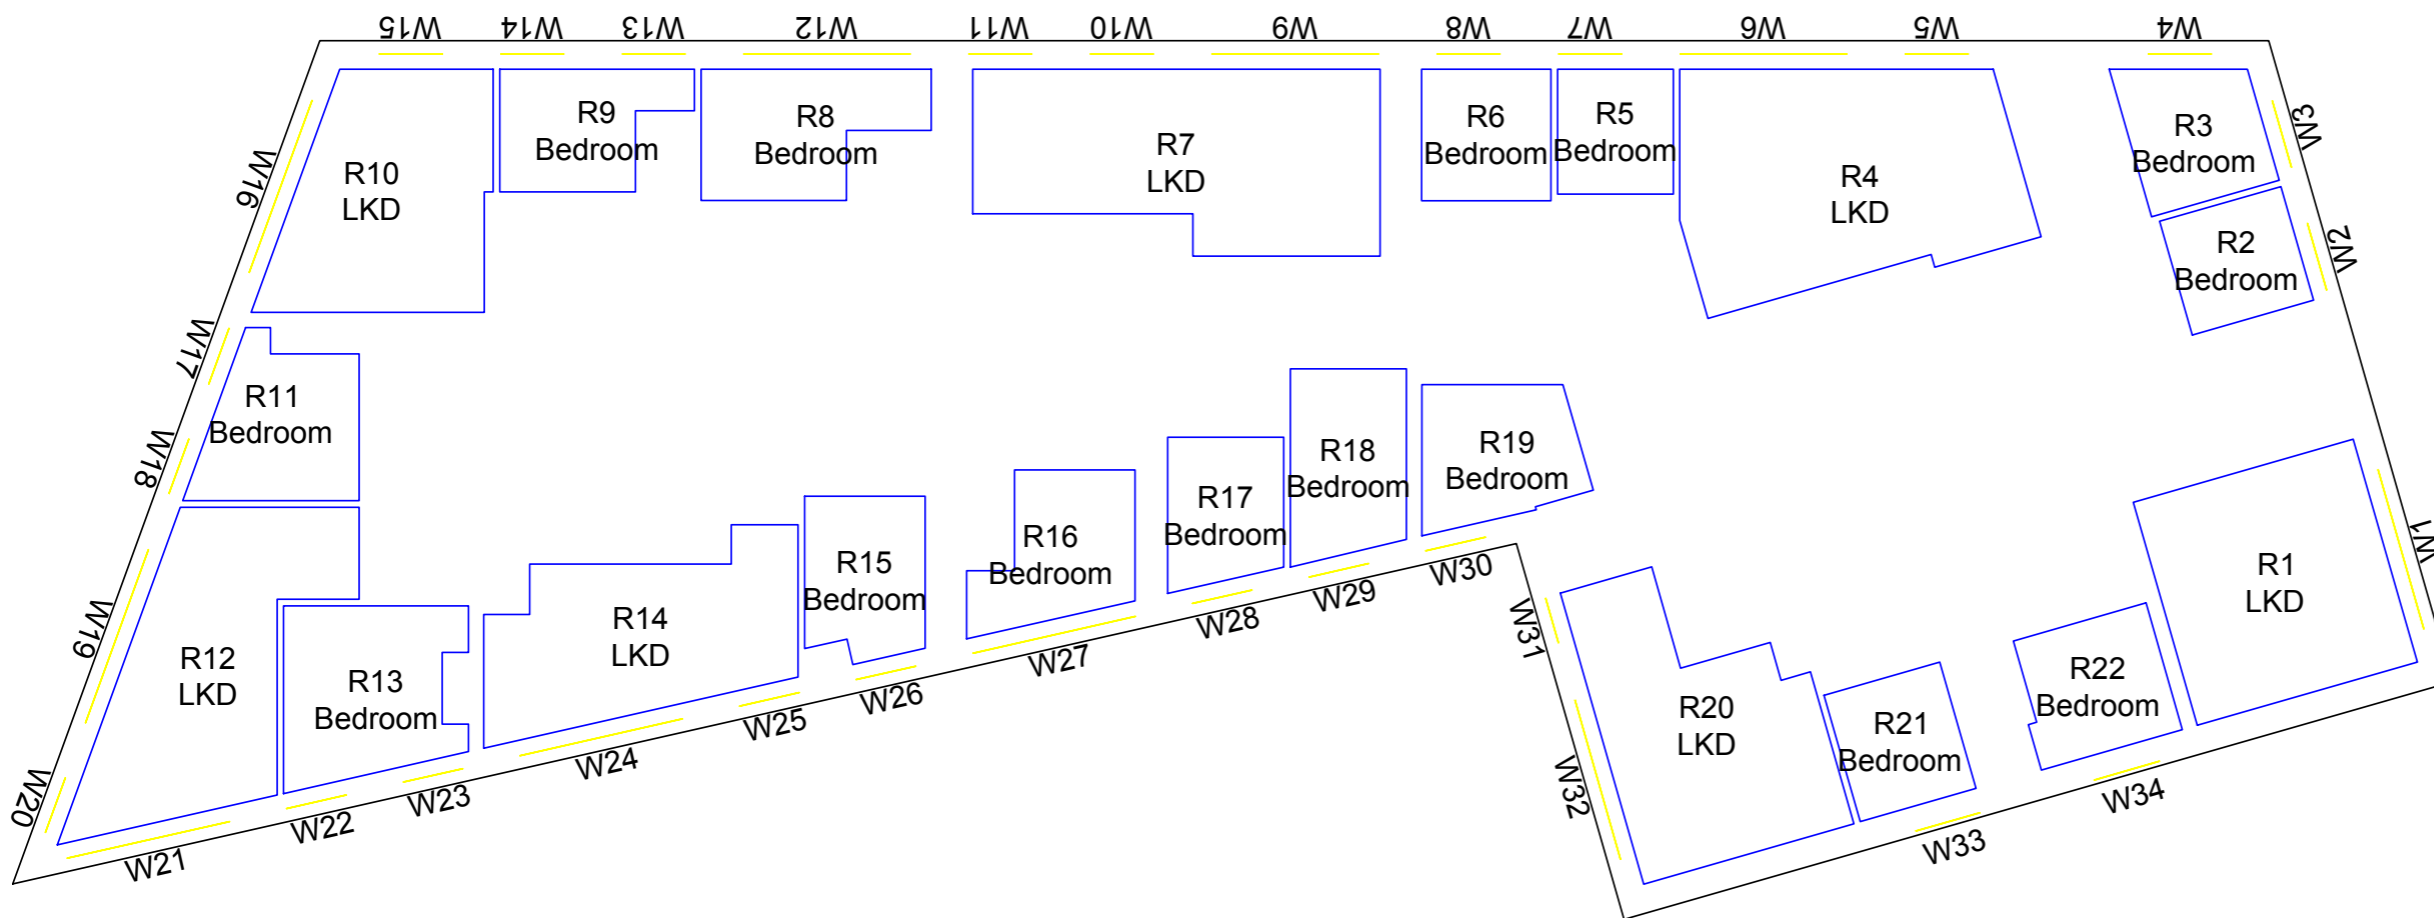 W15 W14 W13 W12 W11 W10 W9 W8 W7 W6 W5 W4
W3
W2
W1
W16
W17
W18
W19
W20
R10
LKD
R9
Bedroom
R8
Bedroom
R7
LKD
R6
Bedroom
R5
Bedroom
R4
LKD
R3
Bedroom
R2
Bedroom
R11
Bedroom
R12
LKD
R13
Bedroom
R14
LKD
R15
Bedroom
R16
Bedroom
R17
Bedroom
R18
Bedroom
R19
Bedroom
R20
LKD
R21
Bedroom
R22
Bedroom
R1
LKD
W21
W22
W23
W24
W25
W26
W27
W28
W29
W30
W31
W32
W33
W34